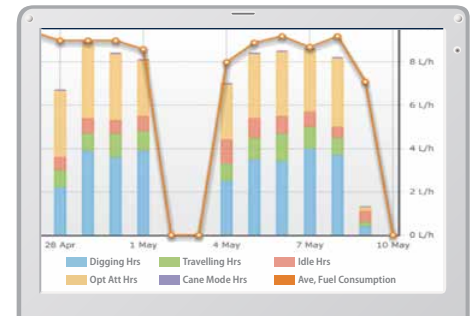 8 L/h
6 L/h
4 L/h
2 L/h
0 L/h
28 Apr 1 May 4 May 7 May 10 May
Digging Hrs Travelling Hrs Idle Hrs
Opt Att Hrs Cane Mode Hrs Ave, Fuel Consumption